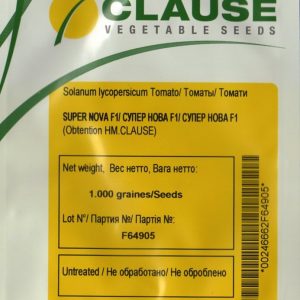 CLAUSE
VEGETABLE SEEDS
Solanum lycopersicum Tomato/ Томаты/ Томати
SUPER NOVA F1/ СУПЕР НОВА F1/ СУПЕР НОВА F1
(Obtention HM.CLAUSE)
Net weight, Вес нетто, Вага нетто:
1.000 graines/Seeds
Lot N°/ Партия №/ Партія №:
F64905
Untreated / Не обработано/ Не оброблено
*00246662F64905*